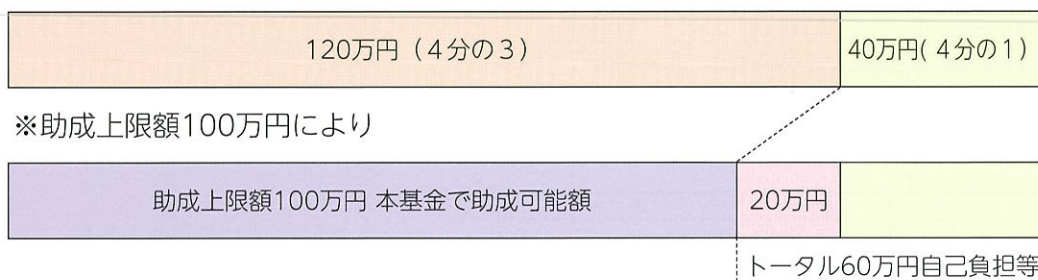 120万円（４分の３）
40万円( ４分の１)
※助成上限額100万円により
助成上限額100万円 本基金で助成可能額
20万円
トータル60万円自己負担等